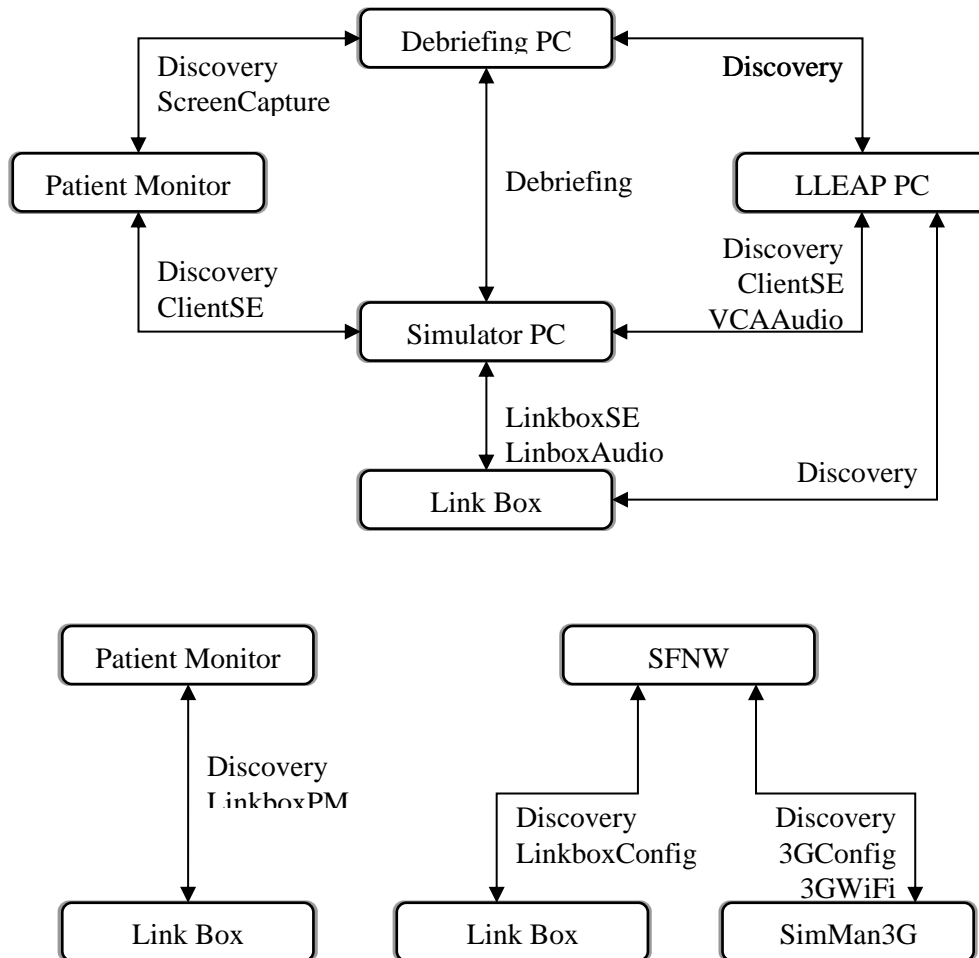 Debriefing PC
Discovery
ScreenCapture
Discovery
Patient Monitor
LLEAP PC
Debriefing
Discovery
ClientSE
Discovery
ClientSE
VCAAudio
Simulator PC
LinkboxSE
LinboxAudio
Discovery
Link Box
Patient Monitor
SFNW
Discovery
LinkboxPM
Discovery
LinkboxConfig
Discovery
3GConfig
3GWiFi
Link Box
Link Box
SimMan3G